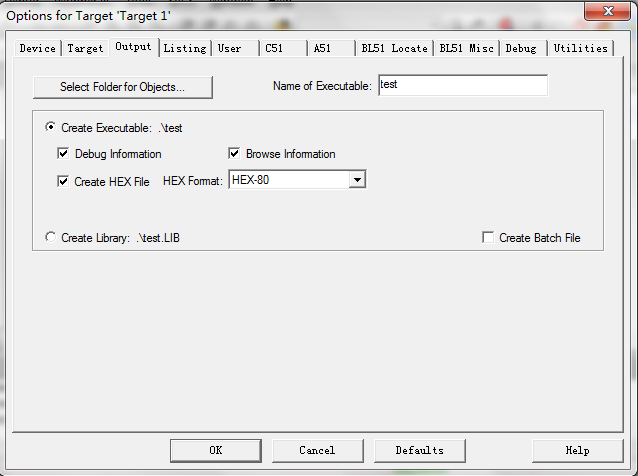 Options for Target 'Target 1'
Device Target Output Listing User C51 A51 BL51 Locate BL51 Misc Debug Utilities
Select Folder for Objects... Name of Executable: test
Create Executable: .\test
Debug Information Browse Information
Create HEX File HEX Format: HEX-80
Create Library: .\test.LIB Create Batch File
OK Cancel Defaults Help